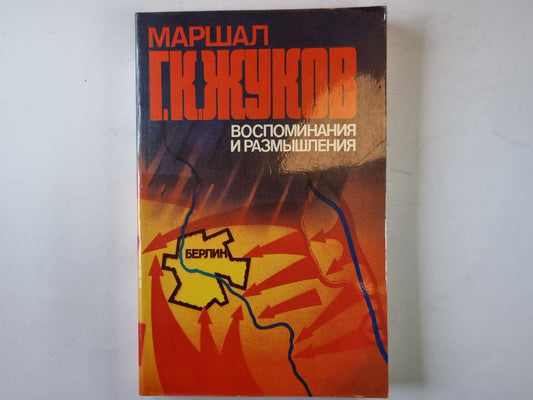 МАРШАЛ
Г.К.ЖУКОВ
ВОСПОМИНАНИЯ
И РАЗМЫШЛЕНИЯ
БЕРЛИН